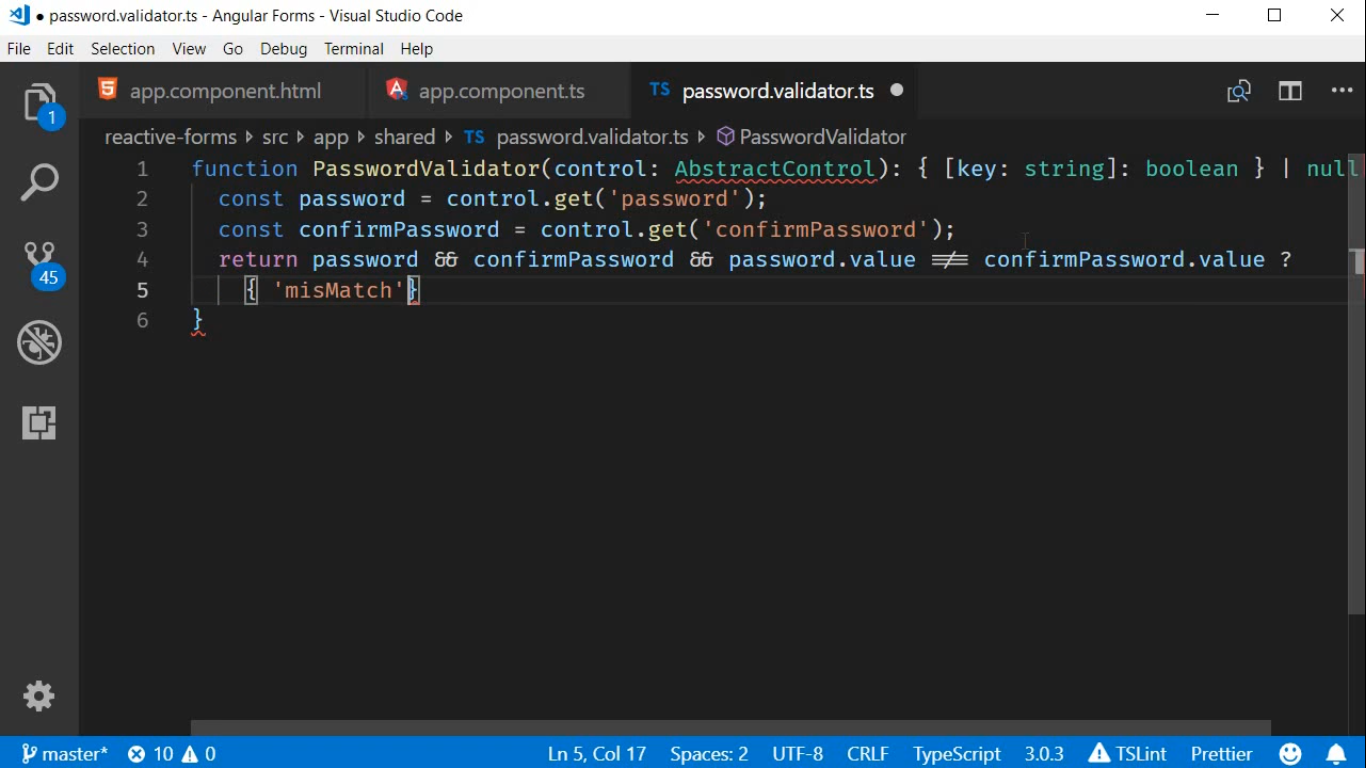 ● password.validator.ts - Angular Forms - Visual Studio Code
File Edit Selection View Go Debug Terminal Help
app.component.html app.component.ts TS password.validator.ts ●
1
reactive-forms src app shared TS password.validator.ts PasswordValidator
1 function PasswordValidator(control: AbstractControl): { [key: string]: boolean } | null
2 const password = control.get('password');
3 const confirmPassword = control.get('confirmPassword');
4 return password && confirmPassword && password.value !== confirmPassword.value ?
5 { 'misMatch'}
6 }
45
master* 10 0 Ln 5, Col 17 Spaces: 2 UTF-8 CRLF TypeScript 3.0.3 TSLint Prettier